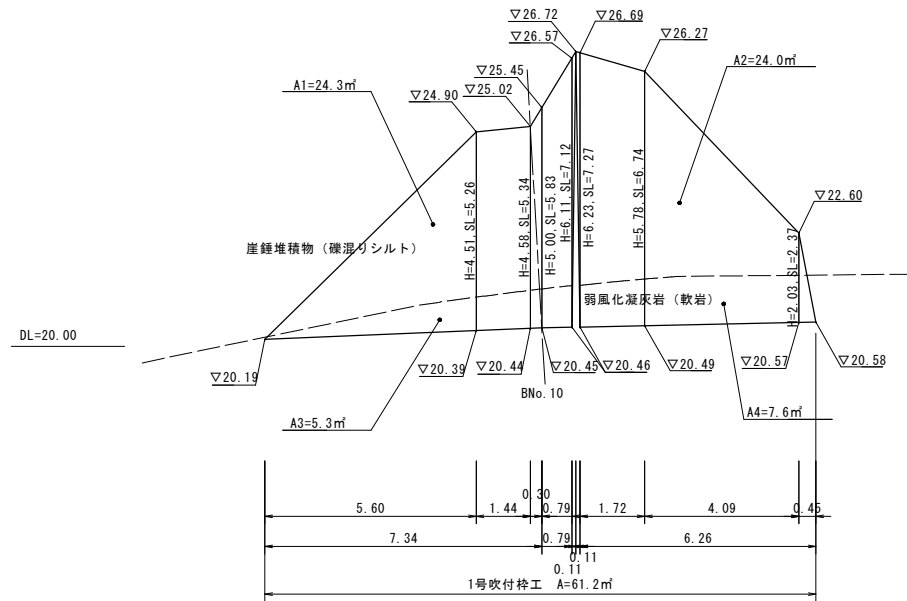 ▽26.72
▽26.69
▽26.57
▽26.27
▽25.45
A2=24.0㎡
A1=24.3㎡
▽25.02
▽24.90
H=4.51,SL=5.26
H=4.58,SL=5.34
H=5.00,SL=5.83
H=6.11,SL=7.12
H=6.23,SL=7.27
H=5.78,SL=6.74
H=2.03,SL=2.37
▽22.60
崖錐堆積物（礫混りシルト）
弱風化凝灰岩（軟岩）
DL=20.00
▽20.19
▽20.39
▽20.44
▽20.45
▽20.46
▽20.49
▽20.57
▽20.58
BNo.10
A3=5.3㎡
A4=7.6㎡
0.30
5.60
1.44
0.79
1.72
4.09
0.45
7.34
0.79
6.26
0.11
0.11
1号吹付枠工 A=61.2㎡